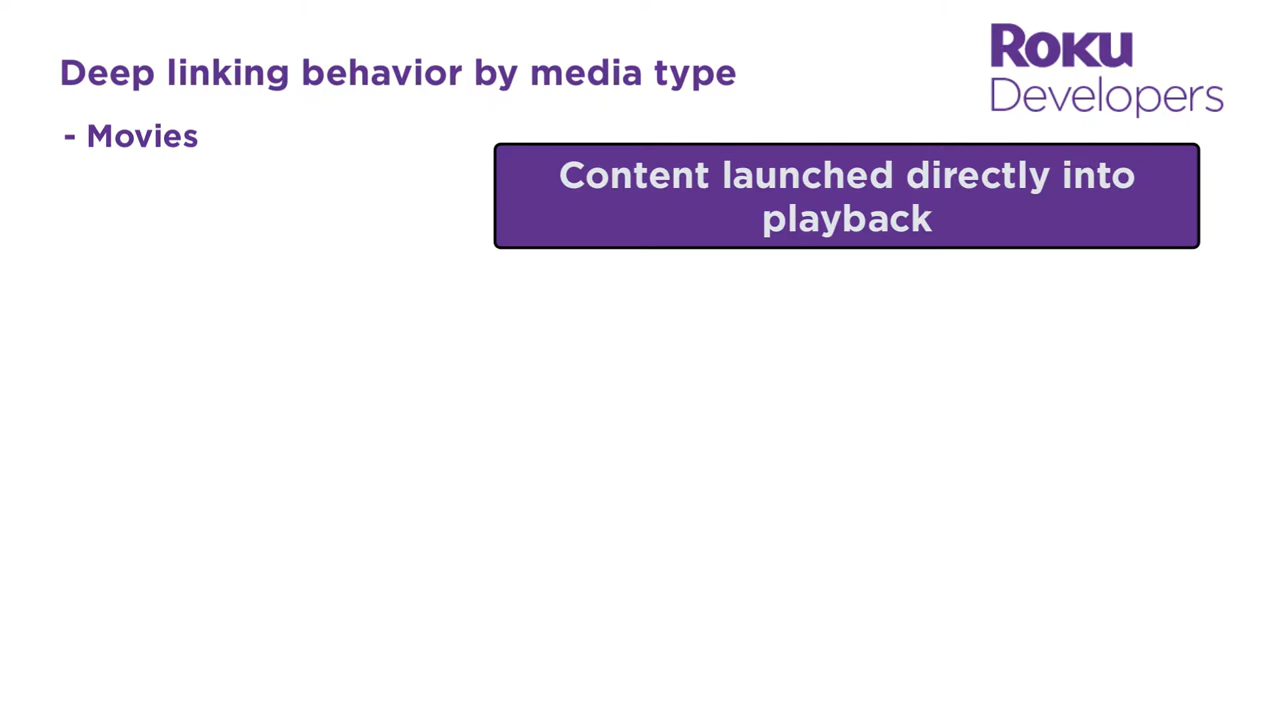 Deep linking behavior by media type
Roku
Developers
- Movies
Content launched directly into
playback